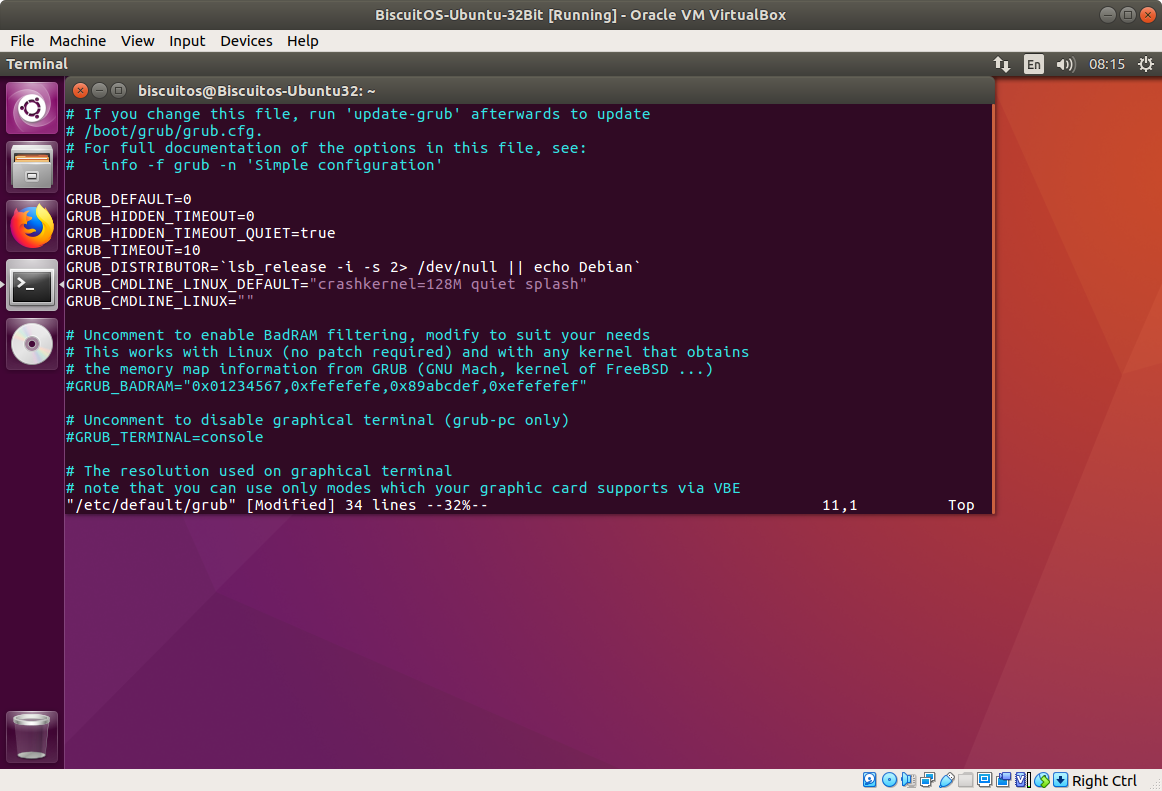 BiscuitOS-Ubuntu-32Bit [Running] - Oracle VM VirtualBox
File Machine View Input Devices Help
Terminal En 08:15
biscuitos@Biscuitos-Ubuntu32: ~
# If you change this file, run 'update-grub' afterwards to update
# /boot/grub/grub.cfg.
# For full documentation of the options in this file, see:
#   info -f grub -n 'Simple configuration'
GRUB_DEFAULT=0
GRUB_HIDDEN_TIMEOUT=0
GRUB_HIDDEN_TIMEOUT_QUIET=true
GRUB_TIMEOUT=10
GRUB_DISTRIBUTOR=`lsb_release -i -s 2> /dev/null || echo Debian`
GRUB_CMDLINE_LINUX_DEFAULT="crashkernel=128M quiet splash"
GRUB_CMDLINE_LINUX=""
# Uncomment to enable BadRAM filtering, modify to suit your needs
# This works with Linux (no patch required) and with any kernel that obtains
# the memory map information from GRUB (GNU Mach, kernel of FreeBSD ...)
#GRUB_BADRAM="0x01234567,0xfefefefe,0x89abcdef,0xefefefef"
# Uncomment to disable graphical terminal (grub-pc only)
#GRUB_TERMINAL=console
# The resolution used on graphical terminal
# note that you can use only modes which your graphic card supports via VBE
"/etc/default/grub" [Modified] 34 lines --32%-- 11,1 Top
Right Ctrl